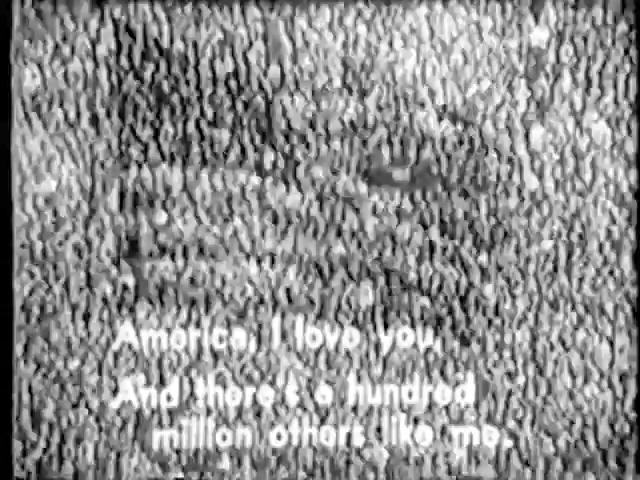 America, I love you,
And there's a hundred
million others like me.